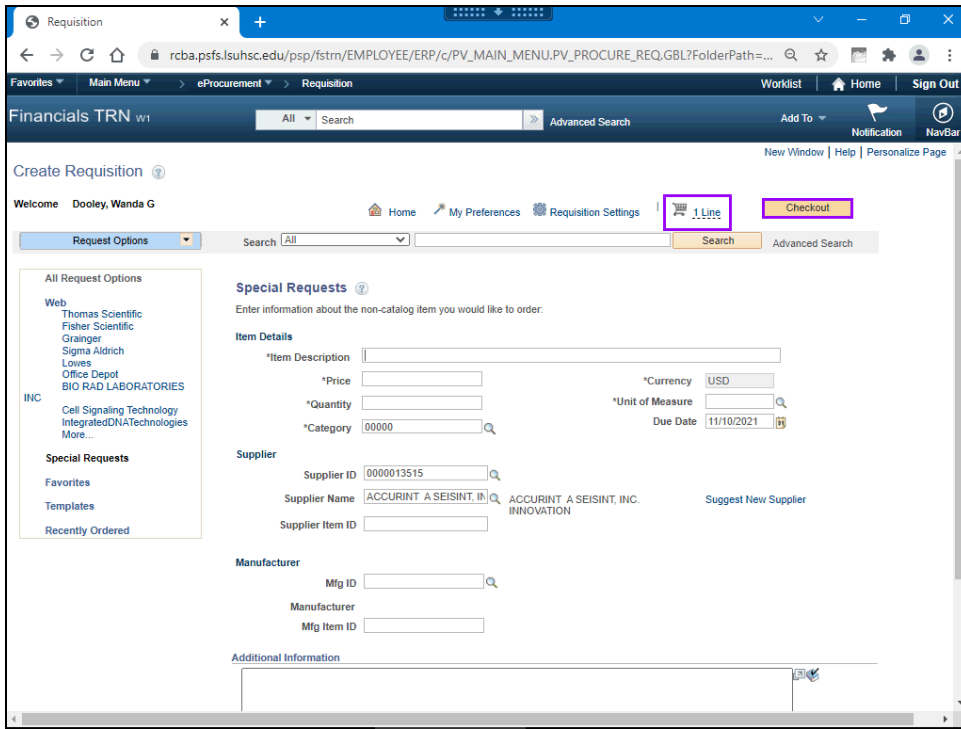 Requisition
rcba.psfs.lsuhsc.edu/psp/fstrn/EMPLOYEE/ERP/c/PV_MAIN_MENU.PV_PROCURE_REQ.GBL?FolderPath=...
Favorites Main Menu > eProcurement > Requisition Worklist Home Sign Out
Financials TRN W1 All Search » Advanced Search Add To Notification NavBar
New Window | Help | Personalize Page
Create Requisition ?
Welcome Dooley, Wanda G Home My Preferences Requisition Settings | 1 Line Checkout
Request Options Search All Search Advanced Search
All Request Options
Web
Thomas Scientific
Fisher Scientific
Grainger
Sigma Aldrich
Lowes
Office Depot
BIO RAD LABORATORIES
INC
Cell Signaling Technology
IntegratedDNATechnologies
More...
Special Requests
Favorites
Templates
Recently Ordered
Special Requests ?
Enter information about the non-catalog item you would like to order:
Item Details
*Item Description
*Price *Currency USD
*Quantity *Unit of Measure
*Category 00000 Due Date 11/10/2021
Supplier
Supplier ID 0000013515
Supplier Name ACCURINT A SEISINT, IN ACCURINT A SEISINT, INC. Suggest New Supplier
INNOVATION
Supplier Item ID
Manufacturer
Mfg ID
Manufacturer
Mfg Item ID
Additional Information